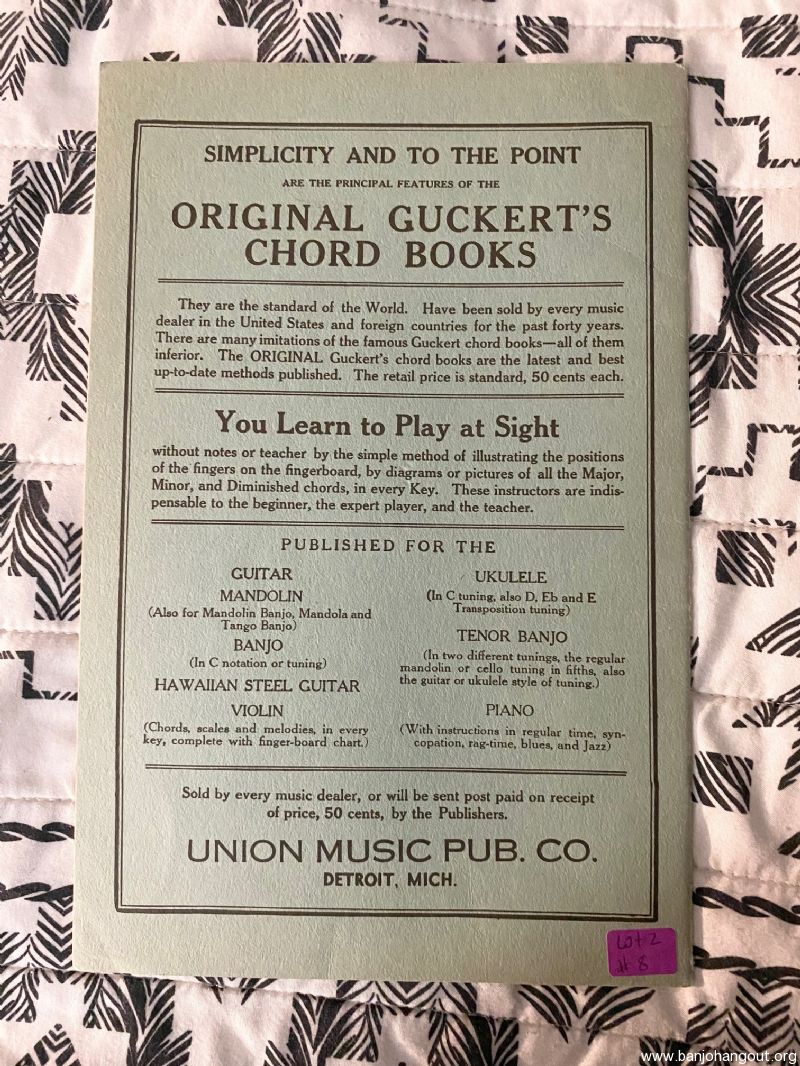 SIMPLICITY AND TO THE POINT
ARE THE PRINCIPAL FEATURES OF THE
ORIGINAL GUCKERT'S
CHORD BOOKS
They are the standard of the World. Have been sold by every music
dealer in the United States and foreign countries for the past forty years.
There are many imitations of the famous Guckert chord books—all of them
inferior. The ORIGINAL Guckert's chord books are the latest and best
up-to-date methods published. The retail price is standard, 50 cents each.
You Learn to Play at Sight
without notes or teacher by the simple method of illustrating the positions
of the fingers on the fingerboard, by diagrams or pictures of all the Major,
Minor, and Diminished chords, in every Key. These instructors are indis-
pensable to the beginner, the expert player, and the teacher.
PUBLISHED FOR THE
GUITAR
MANDOLIN
(Also for Mandolin Banjo, Mandola and
Tango Banjo)
BANJO
(In C notation or tuning)
HAWAIIAN STEEL GUITAR
VIOLIN
(Chords, scales and melodies, in every
key, complete with finger-board chart.)
UKULELE
(In C tuning, also D, Eb and E
Transposition tuning)
TENOR BANJO
(In two different tunings, the regular
mandolin or cello tuning in fifths, also
the guitar or ukulele style of tuning.)
PIANO
(With instructions in regular time, syn-
copation, rag-time, blues, and Jazz)
Sold by every music dealer, or will be sent post paid on receipt
of price, 50 cents, by the Publishers.
UNION MUSIC PUB. CO.
DETROIT, MICH.
Lot 2
# 8
www.banjohangout.org